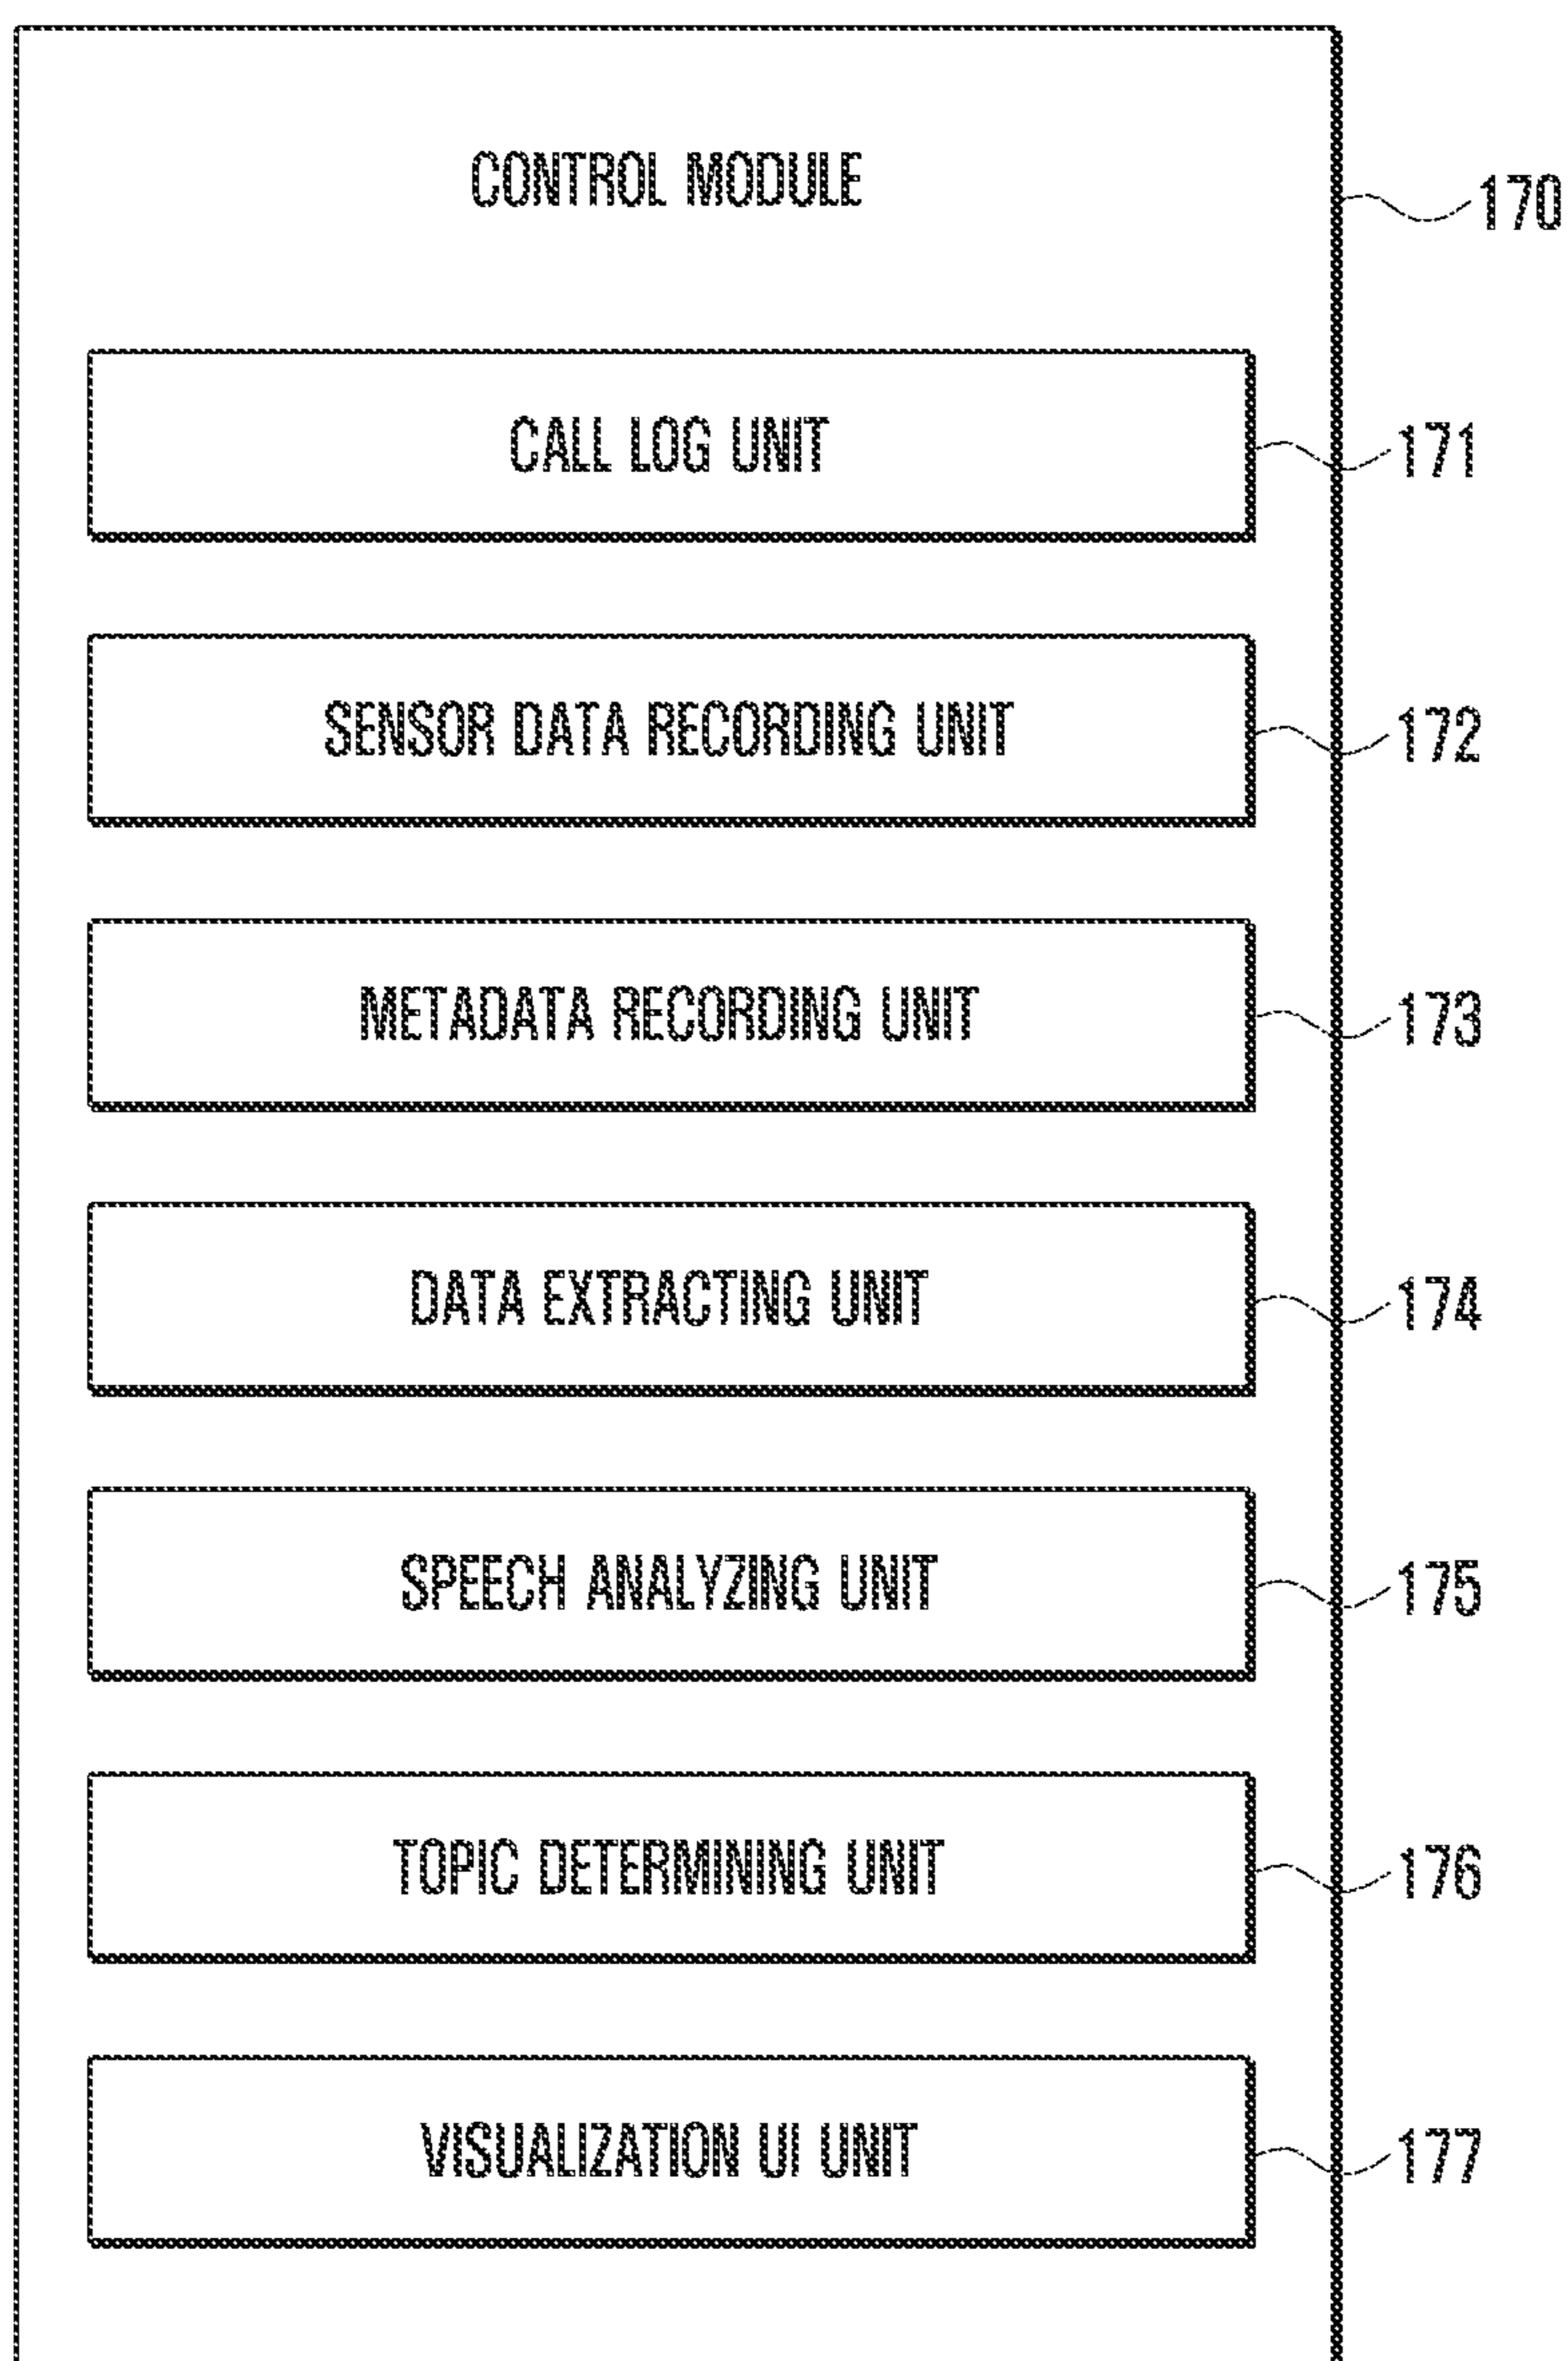 CONTROL MODULE
170
CALL LOG UNIT
171
SENSOR DATA RECORDING UNIT
172
METADATA RECORDING UNIT
173
DATA EXTRACTING UNIT
174
SPEECH ANALYZING UNIT
175
TOPIC DETERMINING UNIT
176
VISUALIZATION UI UNIT
177